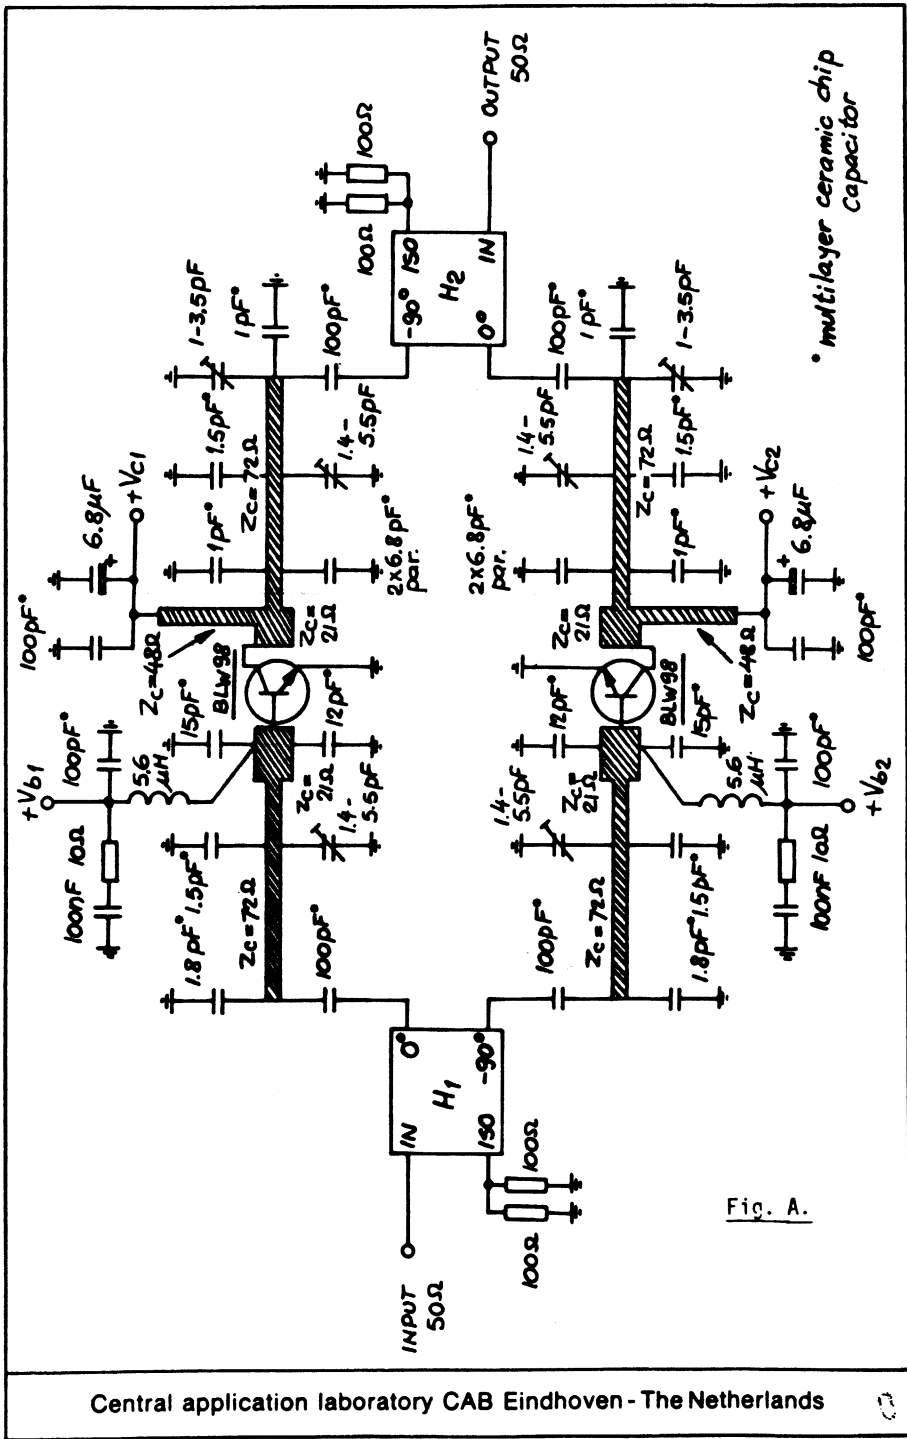 OUTPUT
50Ω
* multilayer ceramic chip
capacitor
100Ω
100Ω
-90° ISO
H2
0° IN
1-3.5pF
1pF*
100pF*
100pF*
1pF*
1-3.5pF
1.5pF*
Zc=72Ω
1.4-
5.5pF
1.4-
5.5pF
Zc=72Ω
1.5pF*
6.8µF
+
+Vc1
1pF*
2x6.8pF*
par.
2x6.8pF*
par.
1pF*
+Vc2
+
6.8µF
100pF*
Zc=48Ω
Zc=
21Ω
Zc=
21Ω
Zc=48Ω
100pF*
BLW98
BLW98
15pF*
12pF*
12pF*
15pF*
+Vb1
100pF*
5.6
µH
Zc=
21Ω
Zc=
21Ω
5.6
µH
100pF*
+Vb2
100nF 10Ω
1.8pF* 1.5pF*
Zc=72Ω
1.4-
5.5pF
100pF*
1.4-
5.5pF
100pF*
Zc=72Ω
1.8pF* 1.5pF*
100nF 10Ω
IN 0°
H1
ISO -90°
100Ω
100Ω
INPUT
50Ω
Fig. A.
Central application laboratory CAB Eindhoven - The Netherlands